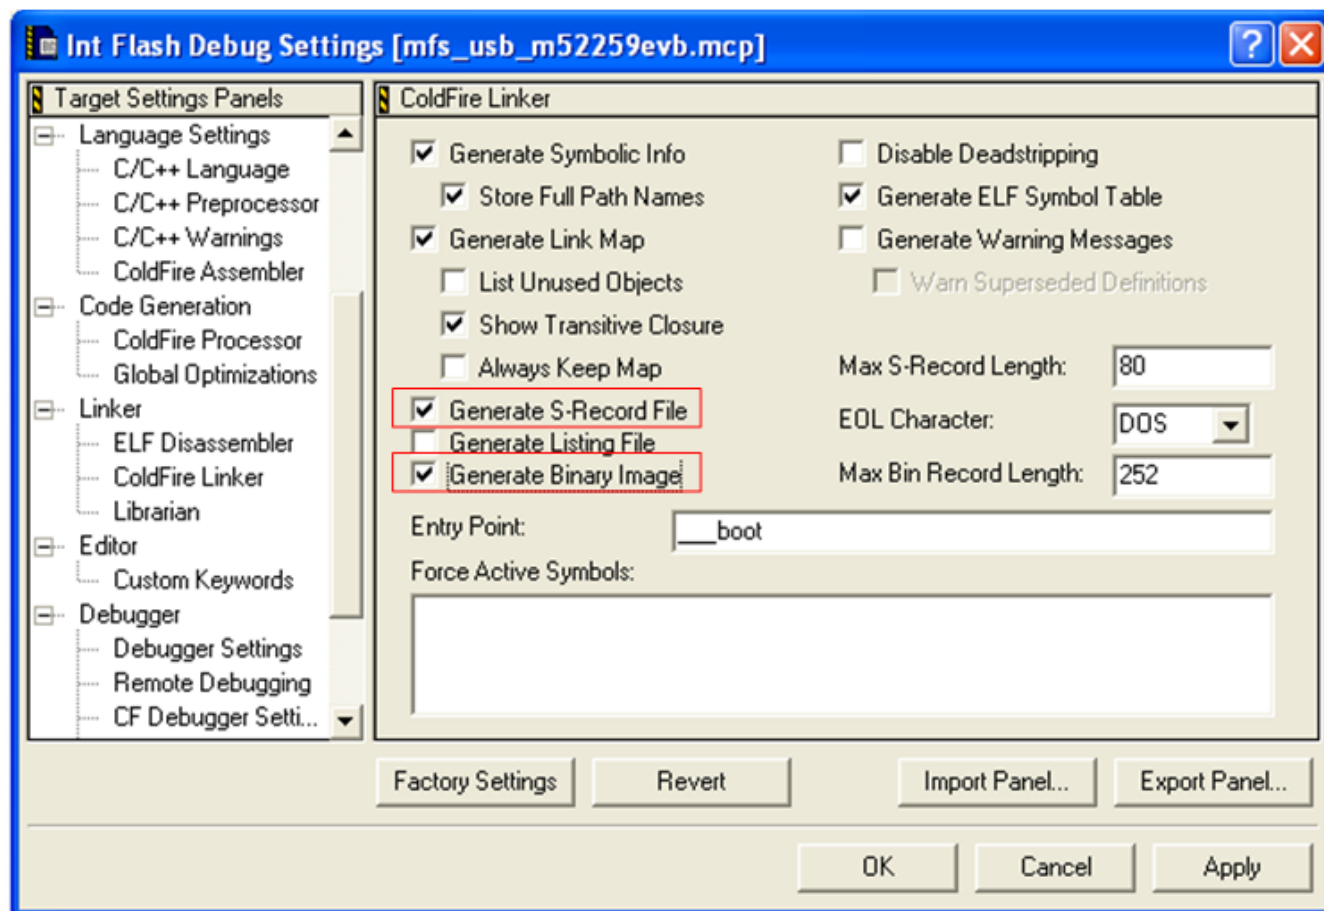 Int Flash Debug Settings [mfs_usb_m52259evb.mcp]
Target Settings Panels
Language Settings
C/C++ Language
C/C++ Preprocessor
C/C++ Warnings
ColdFire Assembler
Code Generation
ColdFire Processor
Global Optimizations
Linker
ELF Disassembler
ColdFire Linker
Librarian
Editor
Custom Keywords
Debugger
Debugger Settings
Remote Debugging
CF Debugger Setti...
ColdFire Linker
Generate Symbolic Info
Store Full Path Names
Generate Link Map
List Unused Objects
Show Transitive Closure
Always Keep Map
Generate S-Record File
Generate Listing File
Generate Binary Image
Disable Deadstripping
Generate ELF Symbol Table
Generate Warning Messages
Warn Superseded Definitions
Max S-Record Length: 80
EOL Character: DOS
Max Bin Record Length: 252
Entry Point: ___boot
Force Active Symbols:
Factory Settings Revert Import Panel... Export Panel...
OK Cancel Apply